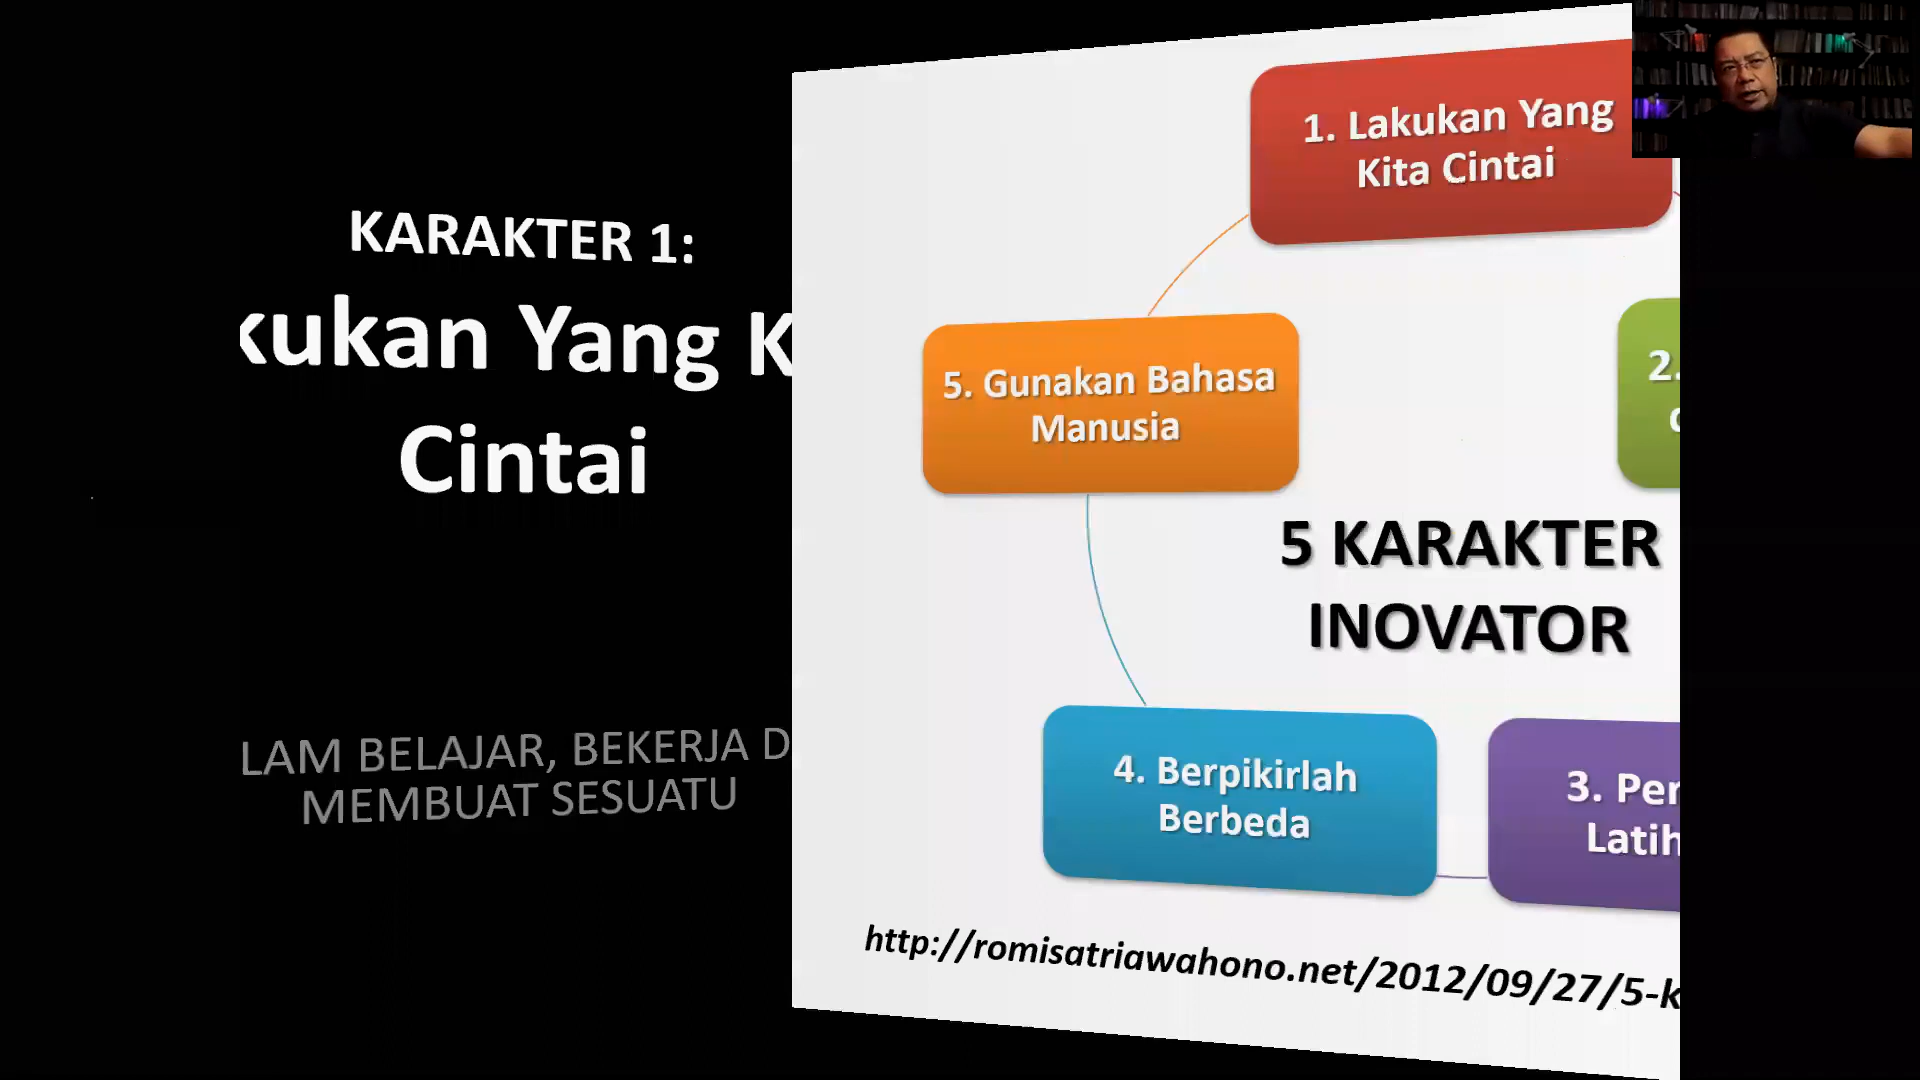 KARAKTER 1:
kukan Yang K
Cintai
LAM BELAJAR, BEKERJA D
MEMBUAT SESUATU
1. Lakukan Yang
Kita Cintai
2.
5. Gunakan Bahasa
Manusia
5 KARAKTER
INOVATOR
4. Berpikirlah
Berbeda
3. Per
Latih
http://romisatriawahono.net/2012/09/27/5-k